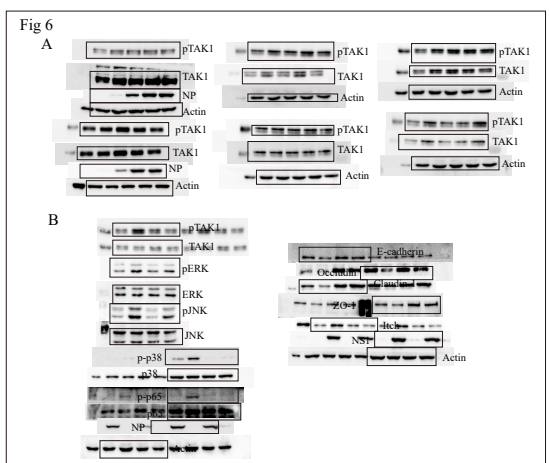 Fig 6
A
pTAK1
TAK1
NP
Actin
pTAK1
TAK1
NP
Actin
pTAK1
TAK1
Actin
pTAK1
TAK1
Actin
pTAK1
TAK1
Actin
pTAK1
TAK1
Actin
B
pTAK1
TAK1
pERK
ERK
pJNK
JNK
p-p38
p38
p-p65
p65
NP
Actin
E-cadherin
Occludin
Claudin
ZO-1
Itch
NS1
Actin